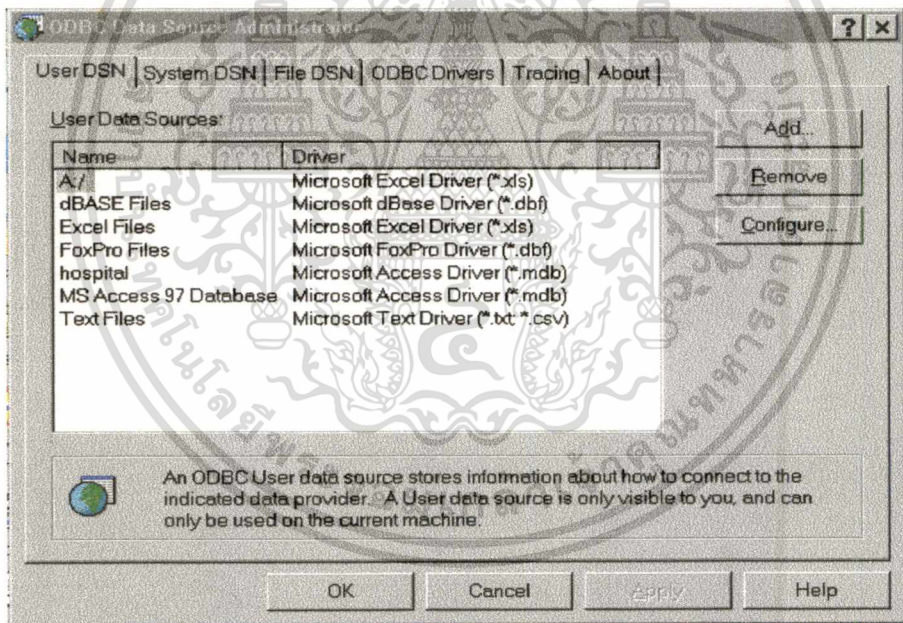 ODBC Data Source Administrator
User DSN System DSN File DSN ODBC Drivers Tracing About
User Data Sources:
Name Driver
A:/ Microsoft Excel Driver (*.xls)
dBASE Files Microsoft dBase Driver (*.dbf)
Excel Files Microsoft Excel Driver (*.xls)
FoxPro Files Microsoft FoxPro Driver (*.dbf)
hospital Microsoft Access Driver (*.mdb)
MS Access 97 Database Microsoft Access Driver (*.mdb)
Text Files Microsoft Text Driver (*.txt; *.csv)
Add...
Remove
Configure...
An ODBC User data source stores information about how to connect to the
indicated data provider. A User data source is only visible to you, and can
only be used on the current machine.
OK Cancel Apply Help